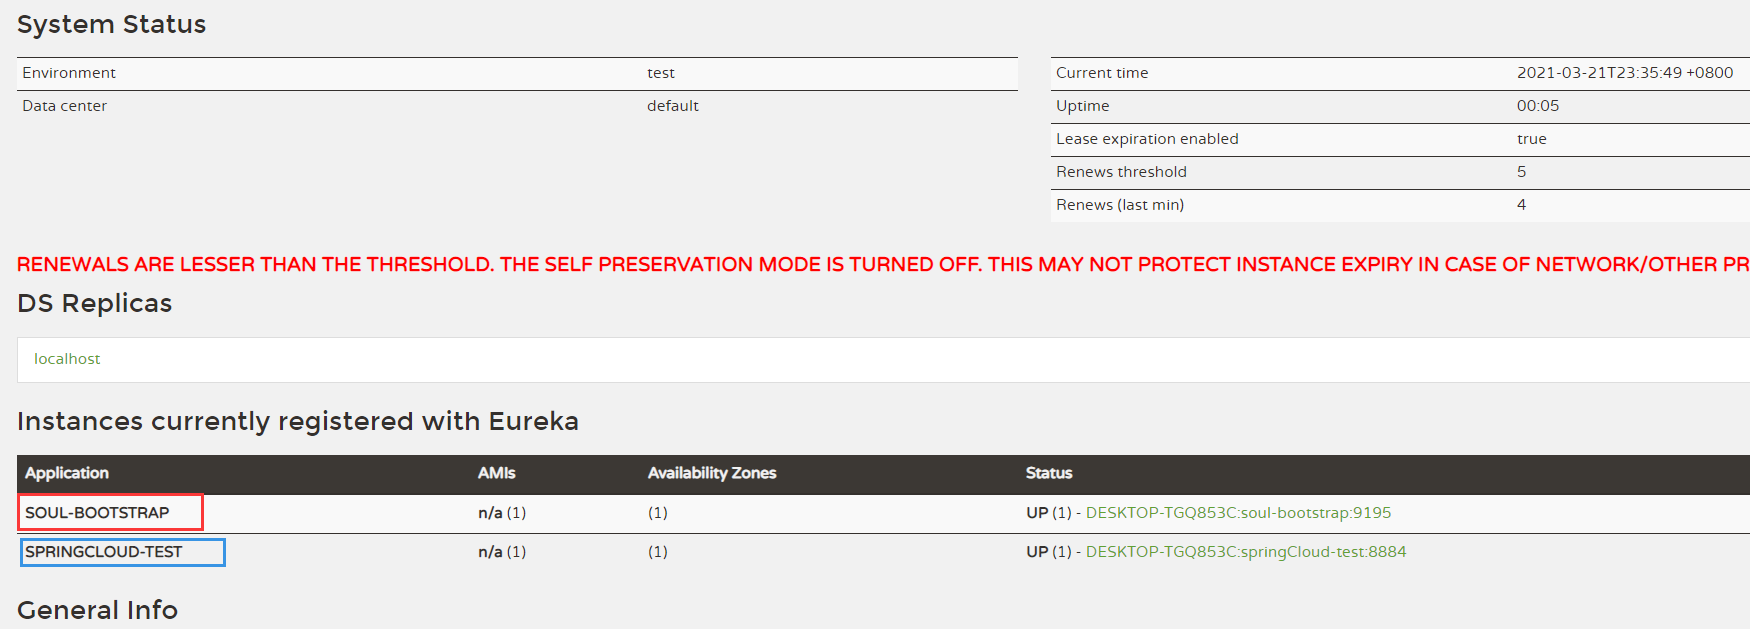 System Status
Environment test
Data center default
Current time 2021-03-21T23:35:49 +0800
Uptime 00:05
Lease expiration enabled true
Renews threshold 5
Renews (last min) 4
RENEWALS ARE LESSER THAN THE THRESHOLD. THE SELF PRESERVATION MODE IS TURNED OFF. THIS MAY NOT PROTECT INSTANCE EXPIRY IN CASE OF NETWORK/OTHER PR
DS Replicas
localhost
Instances currently registered with Eureka
Application AMIs Availability Zones Status
SOUL-BOOTSTRAP n/a (1) (1) UP (1) - DESKTOP-TGQ853C:soul-bootstrap:9195
SPRINGCLOUD-TEST n/a (1) (1) UP (1) - DESKTOP-TGQ853C:springCloud-test:8884
General Info